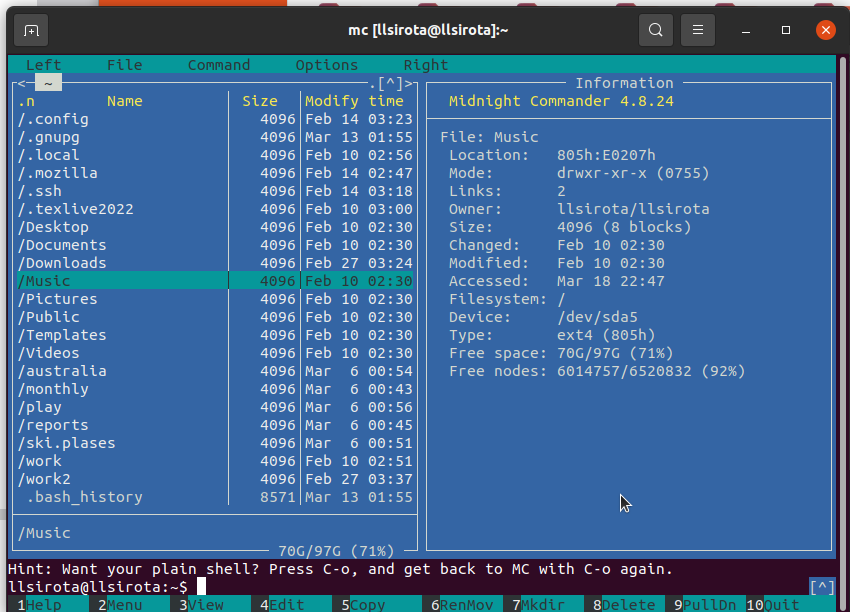 mc [llsirota@llsirota]:~
Left File Command Options Right
<- ~ .[^]>
.n Name Size Modify time
/.config 4096 Feb 14 03:23
/.gnupg 4096 Mar 13 01:55
/.local 4096 Feb 10 02:56
/.mozilla 4096 Feb 14 02:47
/.ssh 4096 Feb 14 03:18
/.texlive2022 4096 Feb 10 03:00
/Desktop 4096 Feb 10 02:30
/Documents 4096 Feb 10 02:30
/Downloads 4096 Feb 27 03:24
/Music 4096 Feb 10 02:30
/Pictures 4096 Feb 10 02:30
/Public 4096 Feb 10 02:30
/Templates 4096 Feb 10 02:30
/Videos 4096 Feb 10 02:30
/australia 4096 Mar 6 00:54
/monthly 4096 Mar 6 00:43
/play 4096 Mar 6 00:56
/reports 4096 Mar 6 00:45
/ski.plases 4096 Mar 6 00:51
/work 4096 Feb 10 02:51
/work2 4096 Feb 27 03:37
.bash_history 8571 Mar 13 01:55
/Music
70G/97G (71%)
Information
Midnight Commander 4.8.24
File: Music
Location: 805h:E0207h
Mode: drwxr-xr-x (0755)
Links: 2
Owner: llsirota/llsirota
Size: 4096 (8 blocks)
Changed: Feb 10 02:30
Modified: Feb 10 02:30
Accessed: Mar 18 22:47
Filesystem: /
Device: /dev/sda5
Type: ext4 (805h)
Free space: 70G/97G (71%)
Free nodes: 6014757/6520832 (92%)
Hint: Want your plain shell? Press C-o, and get back to MC with C-o again.
llsirota@llsirota:~$ [^]
1Help 2Menu 3View 4Edit 5Copy 6RenMov 7Mkdir 8Delete 9PullDn 10Quit